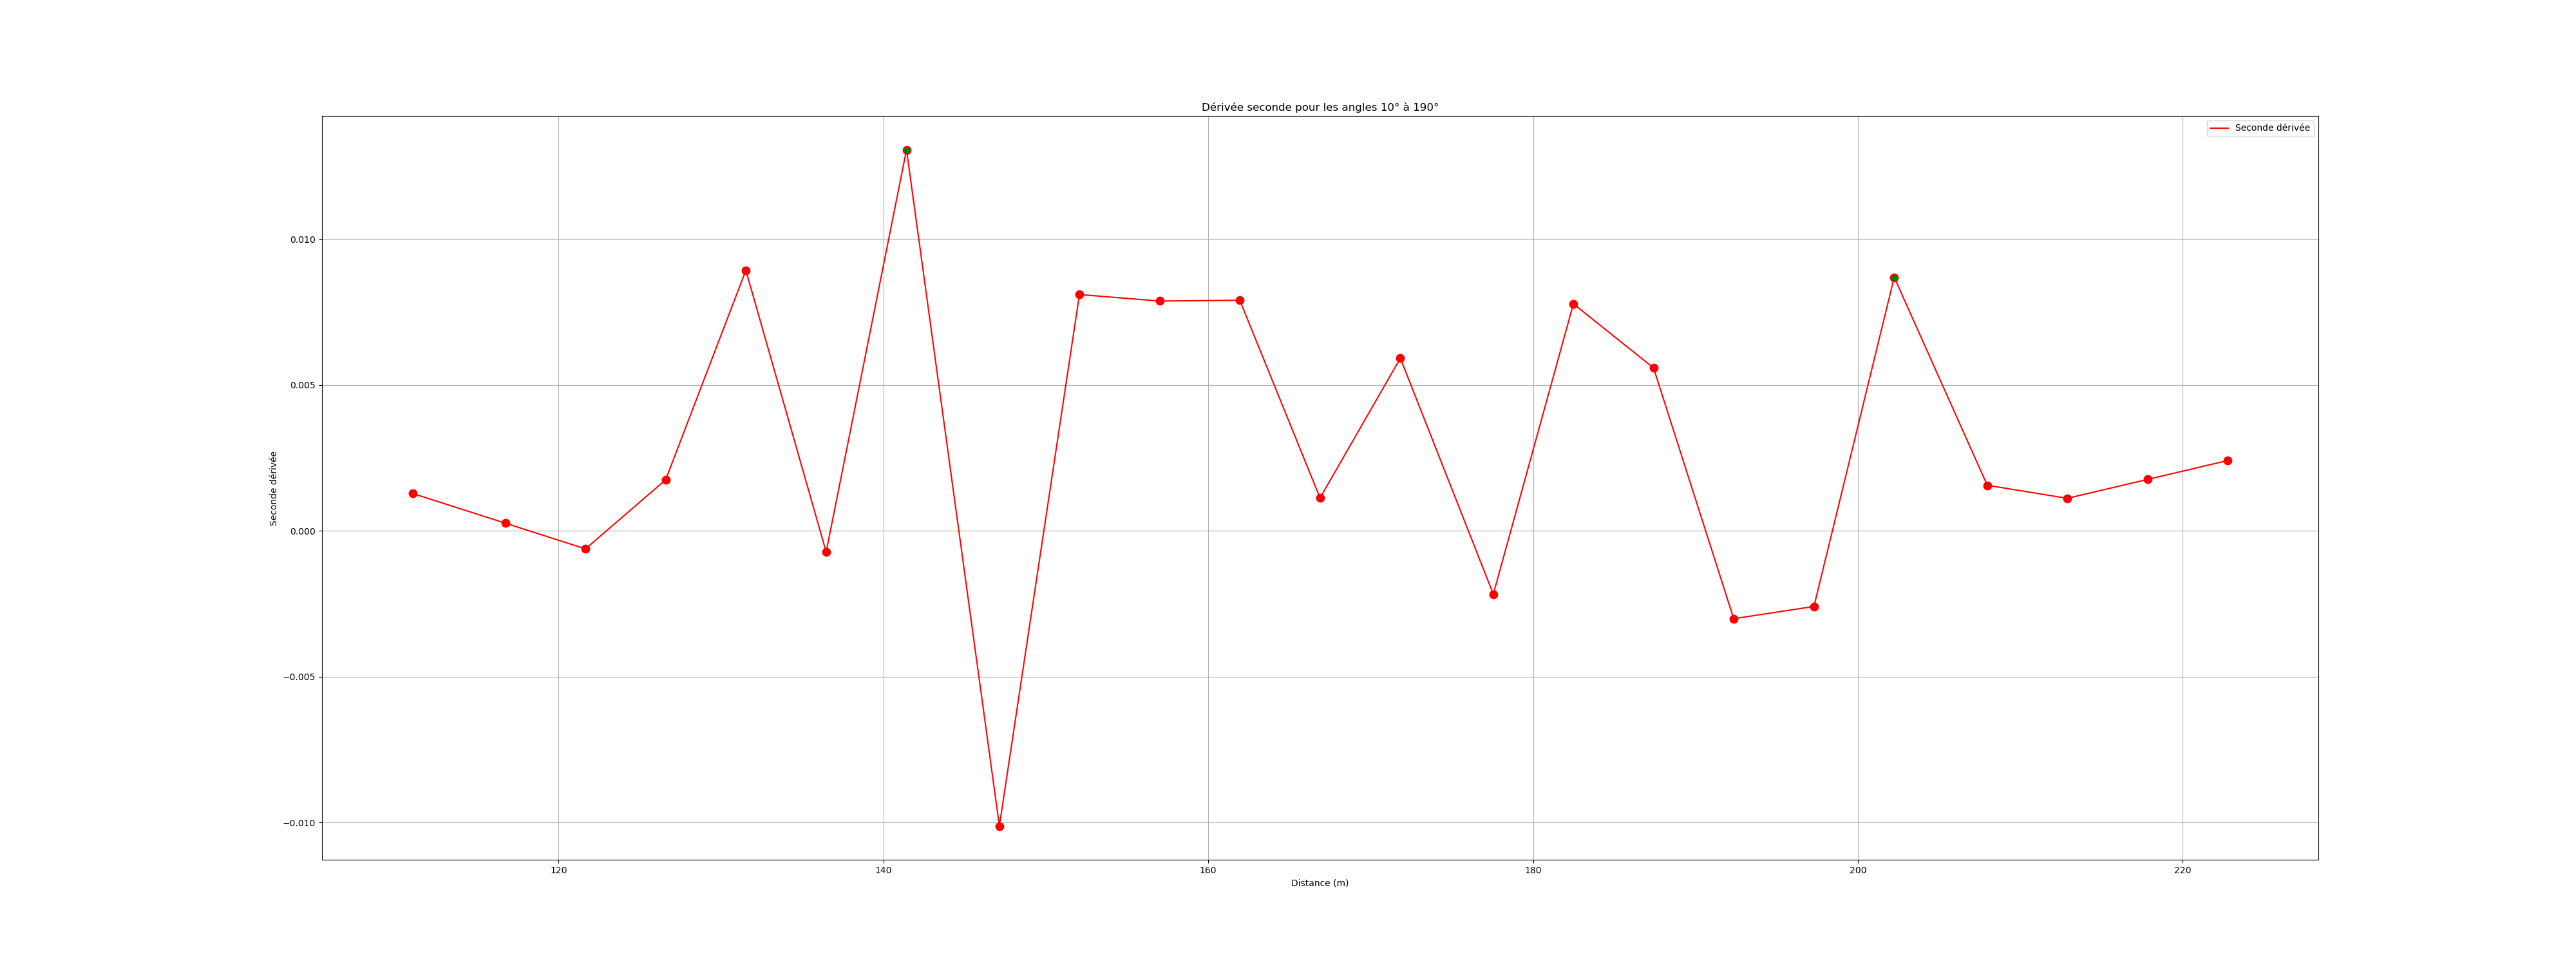 Dérivée seconde pour les angles 10° à 190°
Seconde dérivée
0.010
0.005
0.000
−0.005
−0.010
Seconde dérivée
120
140
160
180
200
220
Distance (m)